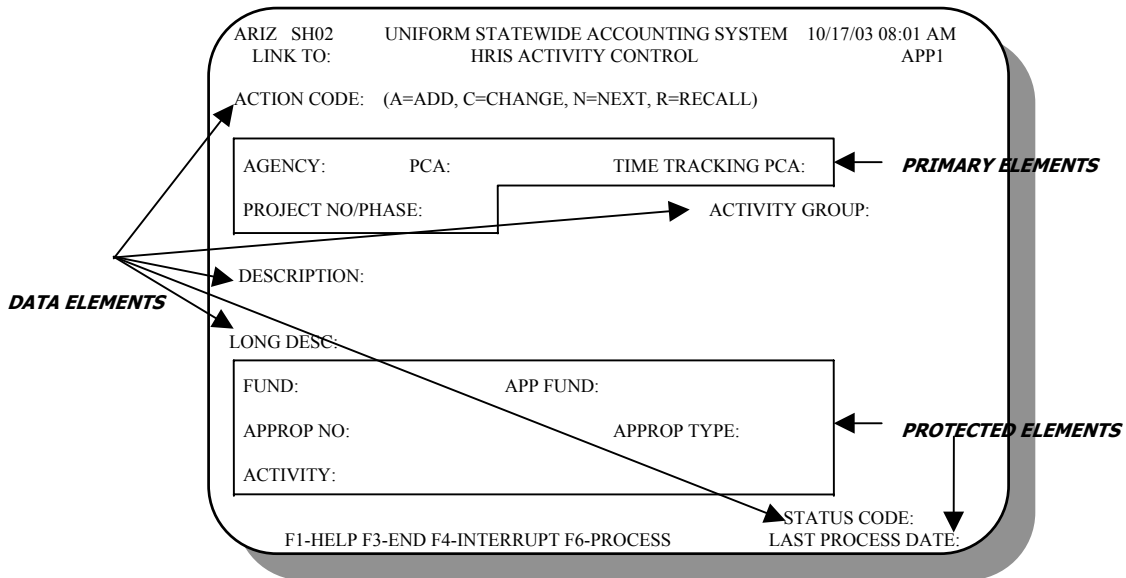 ARIZ SH02 UNIFORM STATEWIDE ACCOUNTING SYSTEM 10/17/03 08:01 AM
LINK TO: HRIS ACTIVITY CONTROL APP1
ACTION CODE: (A=ADD, C=CHANGE, N=NEXT, R=RECALL)
AGENCY: PCA: TIME TRACKING PCA: PRIMARY ELEMENTS
PROJECT NO/PHASE: ACTIVITY GROUP:
DESCRIPTION:
DATA ELEMENTS
LONG DESC:
FUND: APP FUND:
APPROP NO: APPROP TYPE: PROTECTED ELEMENTS
ACTIVITY:
STATUS CODE:
F1-HELP F3-END F4-INTERRUPT F6-PROCESS LAST PROCESS DATE: